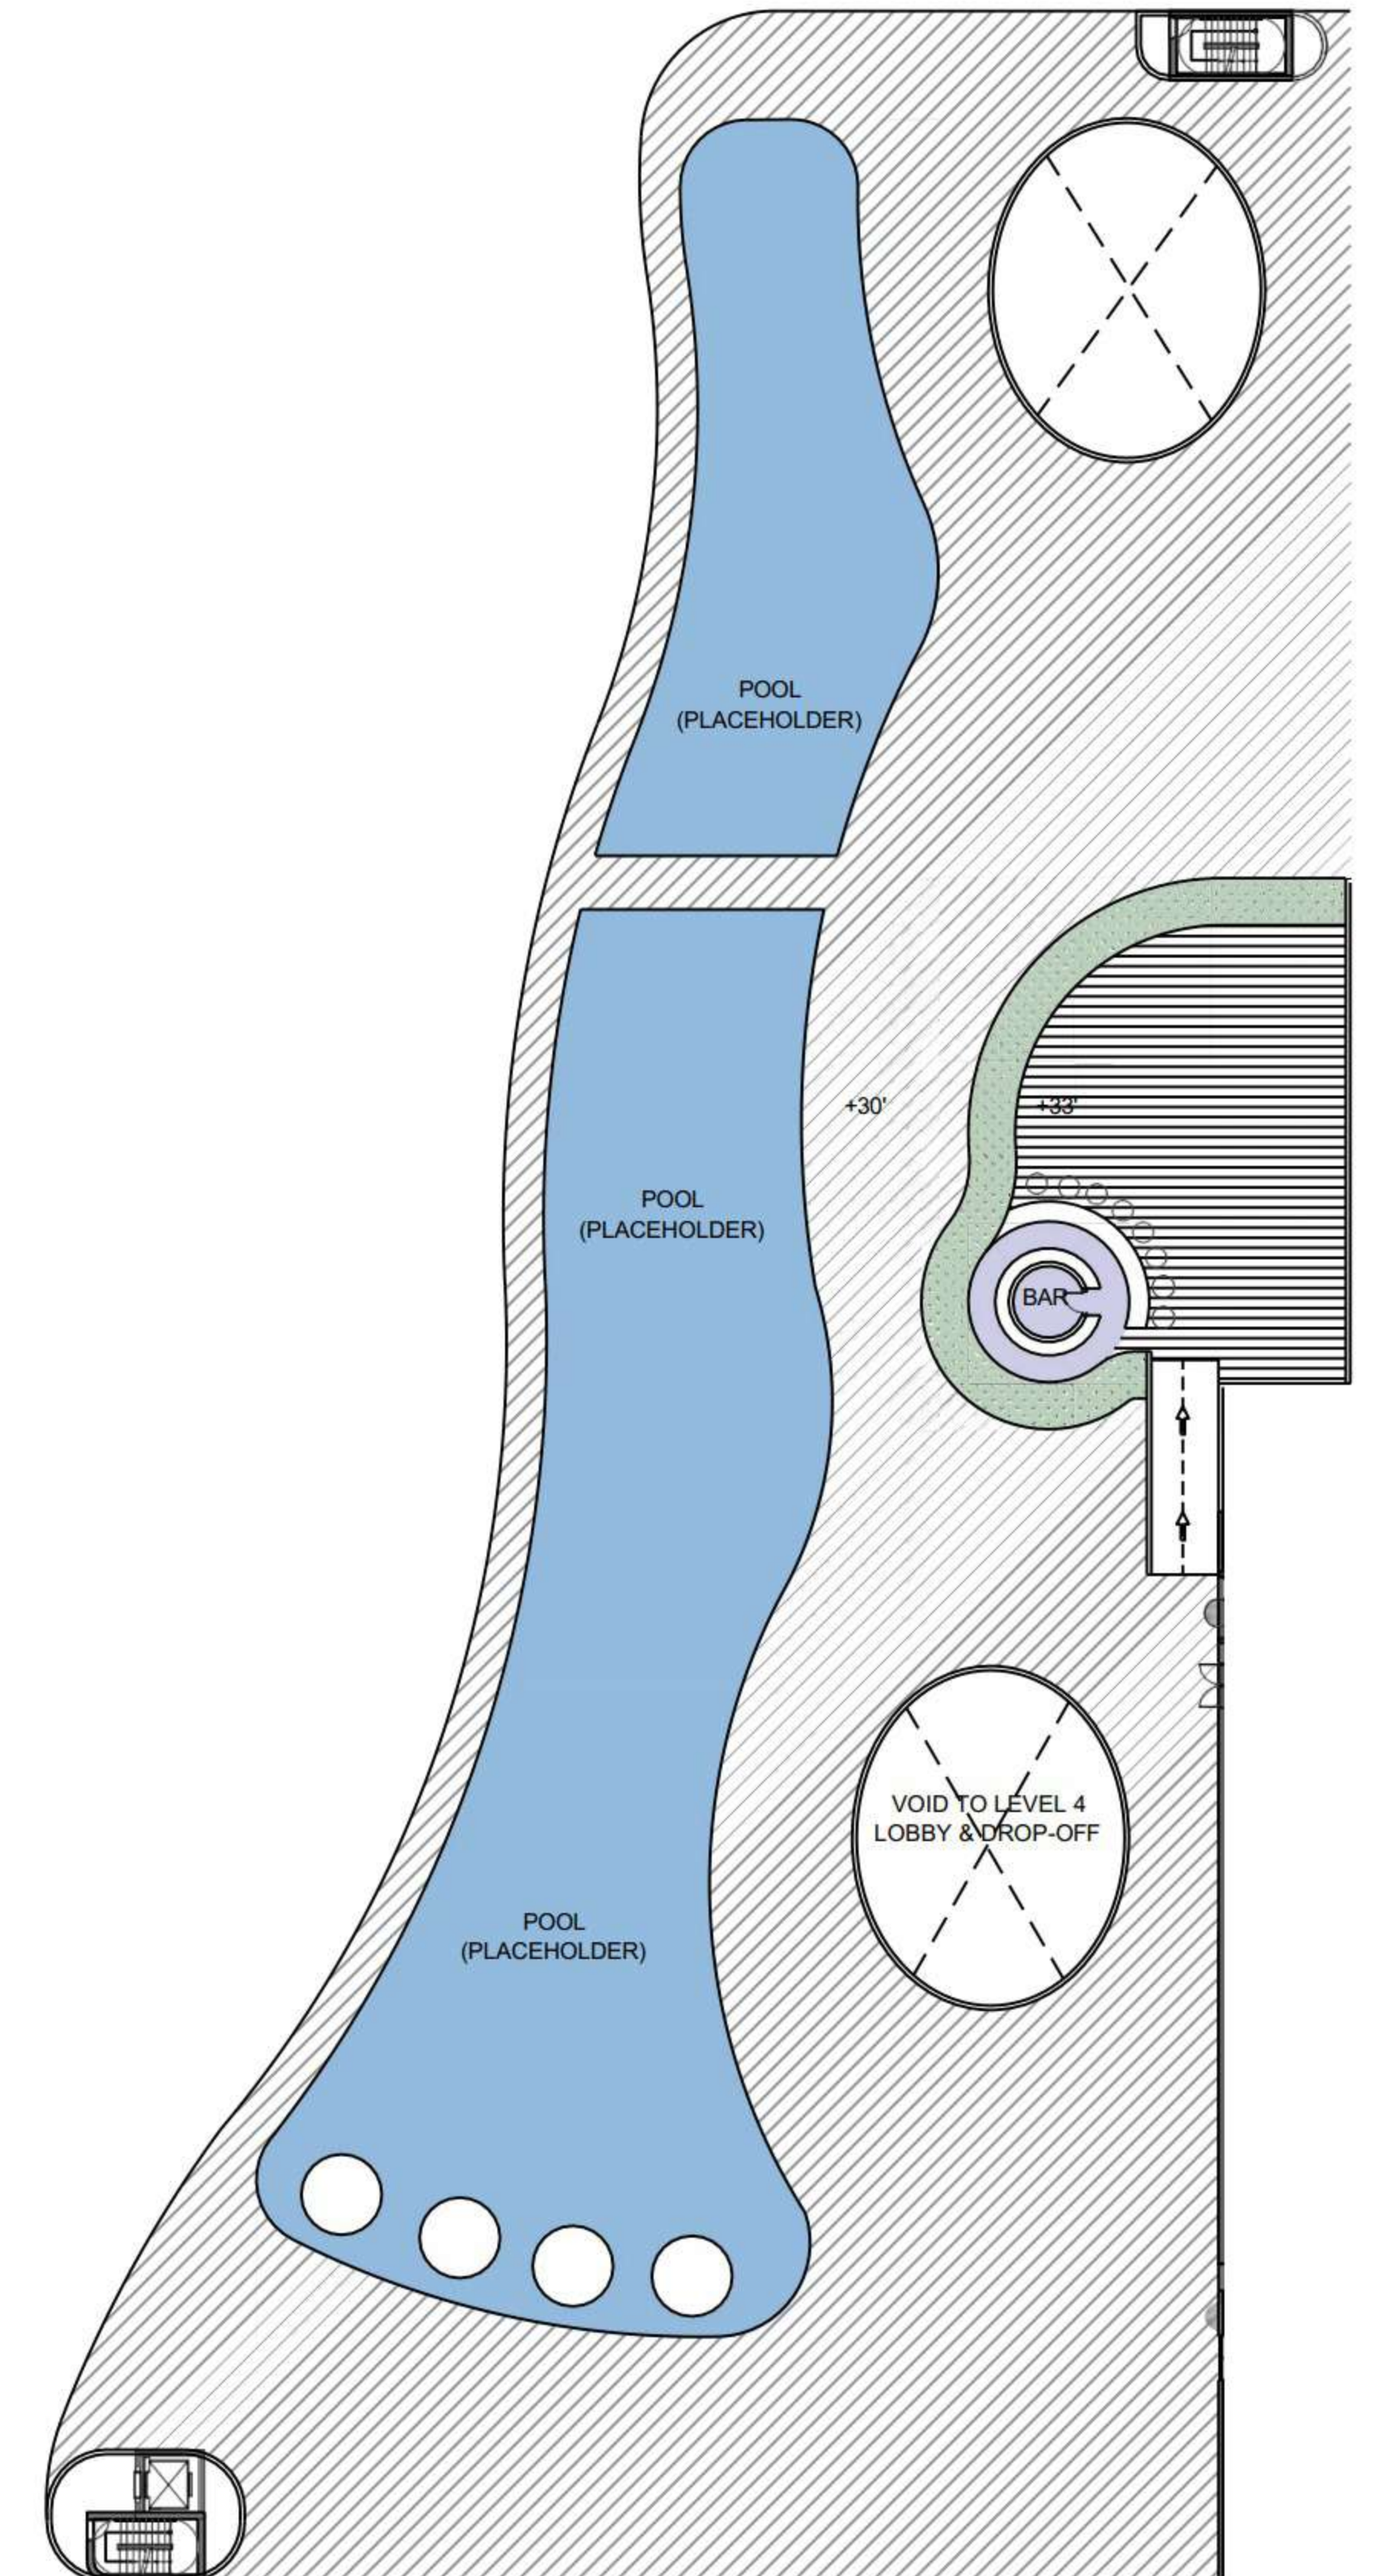 POOL
(PLACEHOLDER)
+30'
+33'
POOL
(PLACEHOLDER)
BAR
VOID TO LEVEL 4
LOBBY & DROP-OFF
POOL
(PLACEHOLDER)